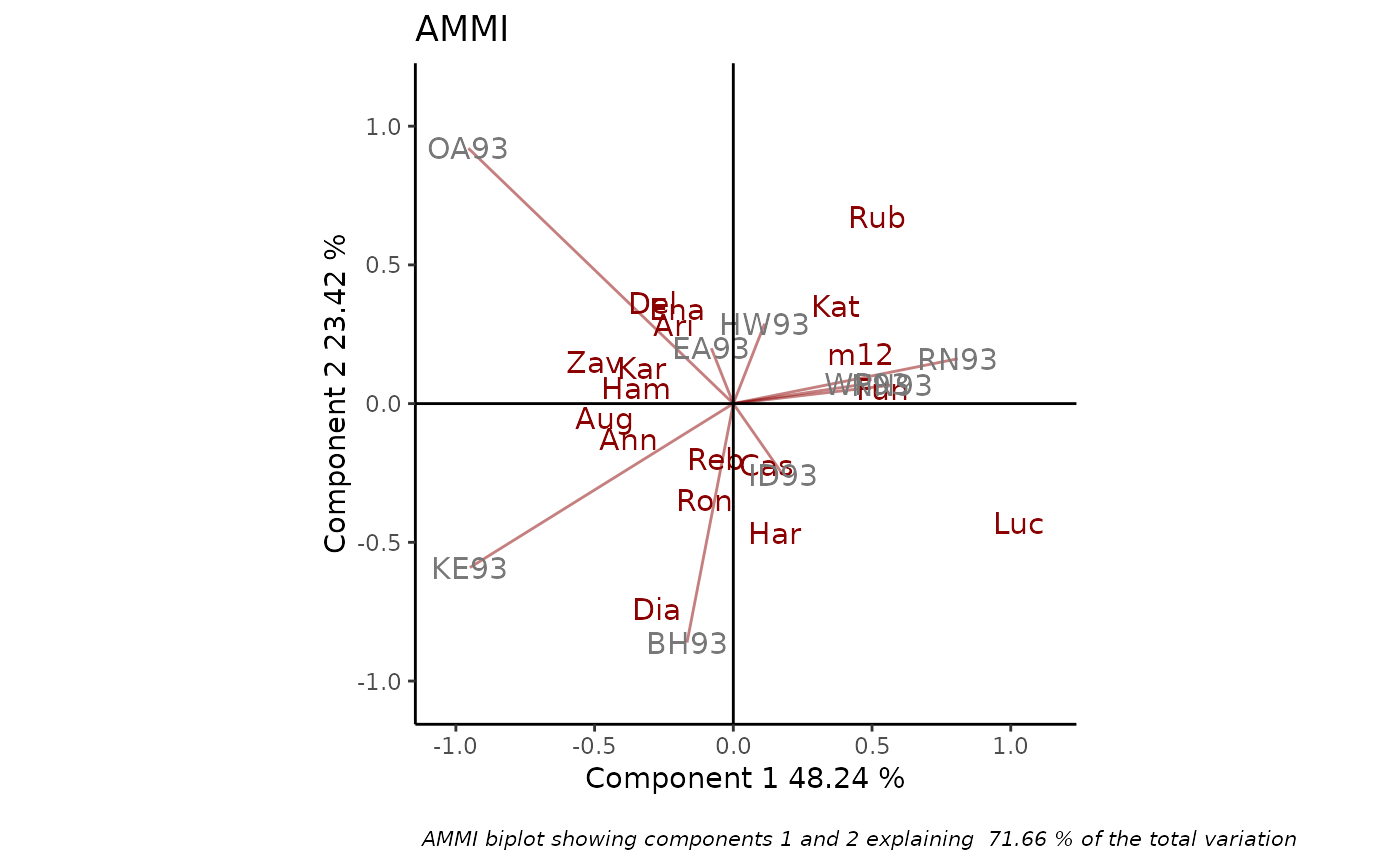 AMMI
Component 2 23.42 %
1.0
0.5
0.0
-0.5
-1.0
OA93
Rub
Del
Ena
Kat
Ari
HW93
EA93
m12
RN93
Zav
Kar
Ham
Fun
Aug
Ann
Reb
Cas
ID93
Ron
Luc
Har
KE93
Dia
BH93
-1.0
-0.5
0.0
0.5
1.0
Component 1 48.24 %
AMMI biplot showing components 1 and 2 explaining  71.66 % of the total variation